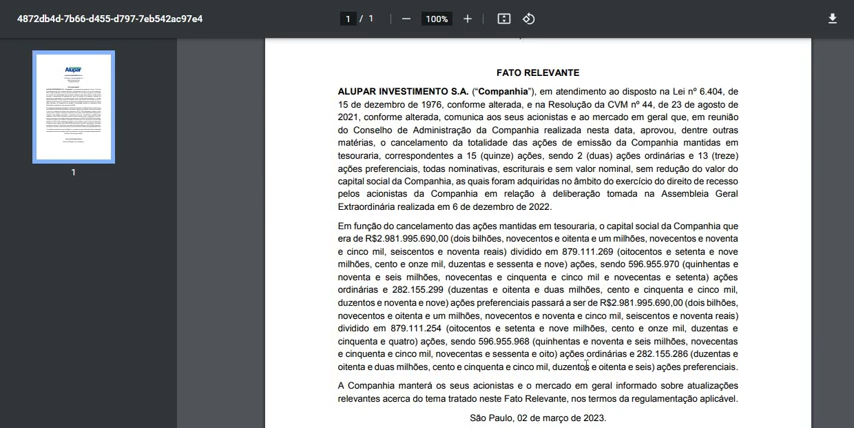 4872db4d-7b66-d455-d797-7eb542ac97e4
1 / 1
100%
Alupar
1
FATO RELEVANTE
ALUPAR INVESTIMENTO S.A. (“Companhia”), em atendimento ao disposto na Lei nº 6.404, de
15 de dezembro de 1976, conforme alterada, e na Resolução da CVM nº 44, de 23 de agosto de
2021, conforme alterada, comunica aos seus acionistas e ao mercado em geral que, em reunião
do Conselho de Administração da Companhia realizada nesta data, aprovou, dentre outras
matérias, o cancelamento da totalidade das ações de emissão da Companhia mantidas em
tesouraria, correspondentes a 15 (quinze) ações, sendo 2 (duas) ações ordinárias e 13 (treze)
ações preferenciais, todas nominativas, escriturais e sem valor nominal, sem redução do valor do
capital social da Companhia, as quais foram adquiridas no âmbito do exercício do direito de recesso
pelos acionistas da Companhia em relação à deliberação tomada na Assembleia Geral
Extraordinária realizada em 6 de dezembro de 2022.
Em função do cancelamento das ações mantidas em tesouraria, o capital social da Companhia que
era de R$2.981.995.690,00 (dois bilhões, novecentos e oitenta e um milhões, novecentos e noventa
e cinco mil, seiscentos e noventa reais) dividido em 879.111.269 (oitocentos e setenta e nove
milhões, cento e onze mil, duzentas e sessenta e nove) ações, sendo 596.955.970 (quinhentas e
noventa e seis milhões, novecentas e cinquenta e cinco mil e novecentas e setenta) ações
ordinárias e 282.155.299 (duzentas e oitenta e duas milhões, cento e cinquenta e cinco mil,
duzentos e noventa e nove) ações preferenciais passará a ser de R$2.981.995.690,00 (dois bilhões,
novecentos e oitenta e um milhões, novecentos e noventa e cinco mil, seiscentos e noventa reais)
dividido em 879.111.254 (oitocentos e setenta e nove milhões, cento e onze mil, duzentas e
cinquenta e quatro) ações, sendo 596.955.968 (quinhentas e noventa e seis milhões, novecentas
e cinquenta e cinco mil, novecentas e sessenta e oito) ações ordinárias e 282.155.286 (duzentas e
oitenta e duas milhões, cento e cinquenta e cinco mil, duzentos e oitenta e seis) ações preferenciais.
A Companhia manterá os seus acionistas e o mercado em geral informado sobre atualizações
relevantes acerca do tema tratado neste Fato Relevante, nos termos da regulamentação aplicável.
São Paulo, 02 de março de 2023.